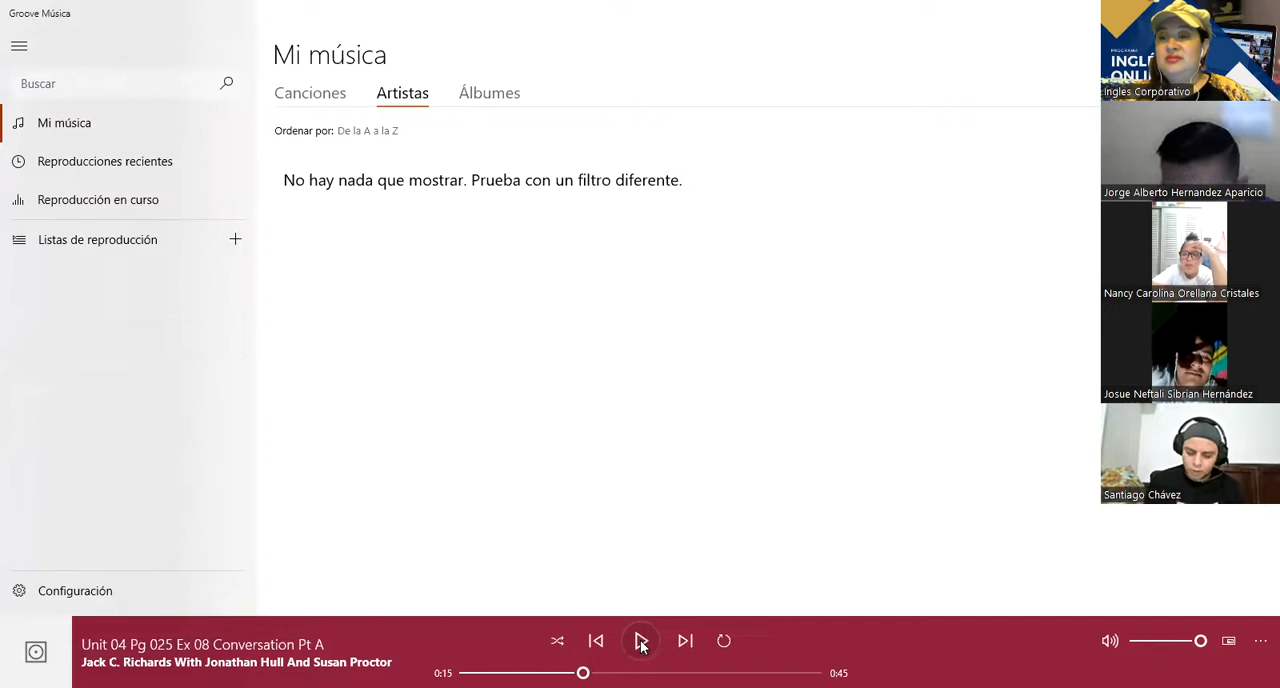 Groove Música
Buscar
Mi música
Reproducciones recientes
Reproducción en curso
Listas de reproducción
Configuración
Mi música
Canciones
Artistas
Álbumes
Ordenar por: De la A a la Z
No hay nada que mostrar. Prueba con un filtro diferente.
PROGRAMA
INGLÉ
ONLI
Ingles Corporativo
Jorge Alberto Hernandez Aparicio
Nancy Carolina Orellana Cristales
Josue Neftali Sibrian Hernández
Santiago Chávez
Unit 04 Pg 025 Ex 08 Conversation Pt A
Jack C. Richards With Jonathan Hull And Susan Proctor
0:15
0:45